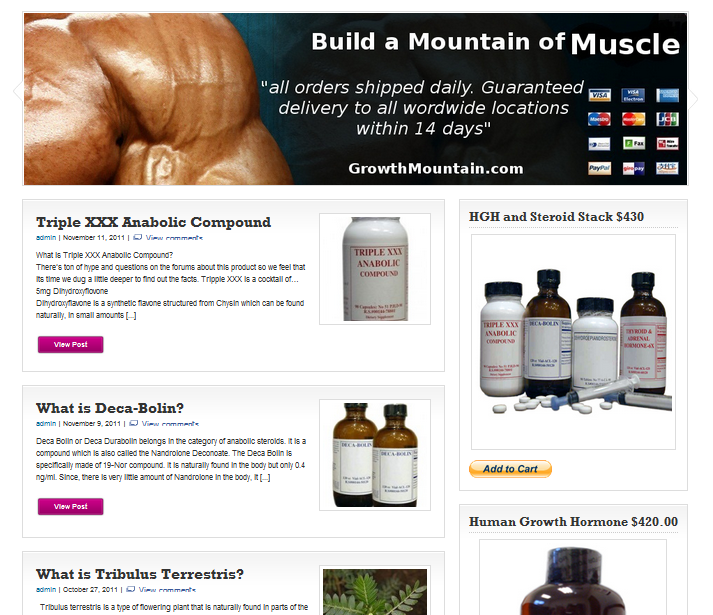 Build a Mountain of Muscle
"all orders shipped daily. Guaranteed
delivery to all wordwide locations
within 14 days"
GrowthMountain.com
VISA
VISA
Electron
Maestro
MasterCard
JCB
Fax
PayPal
giropay
Triple XXX Anabolic Compound
admin | November 11, 2011 | View comments
What is Triple XXX Anabolic Compound?
There's ton of hype and questions on the forums about this product so we feel that
its time we dug a little deeper to find out the facts. Tripple XXX is a cocktail of...
5mg Dihydroxyflovone
Dihydroxyflavone is a synthetic flavone structured from Chysin which can be found
naturally, in small amounts [...]
View Post
TRIPLE XXX
ANABOLIC
COMPOUND
What is Deca-Bolin?
admin | November 9, 2011 | View comments
Deca Bolin or Deca Durabolin belongs in the category of anabolic steroids. It is a
compound which is also called the Nandrolone Deconoate. The Deca Bolin is
specifically made of 19-Nor compound. It is naturally found in the body but only 0.4
ng/ml. Since, there is very little amount of Nandrolone in the body, it [...]
View Post
DECA-BOLIN
DECA-BOLIN
What is Tribulus Terrestris?
admin | October 27, 2011 | View comments
Tribulus terrestris is a type of flowering plant that is naturally found in parts of the
HGH and Steroid Stack $430
TRIPLE XXX
ANABOLIC
COMPOUND
DECA-BOLIN
THYROID &
ADRENAL
HORMONE-6X
Add to Cart
Human Growth Hormone $420.00